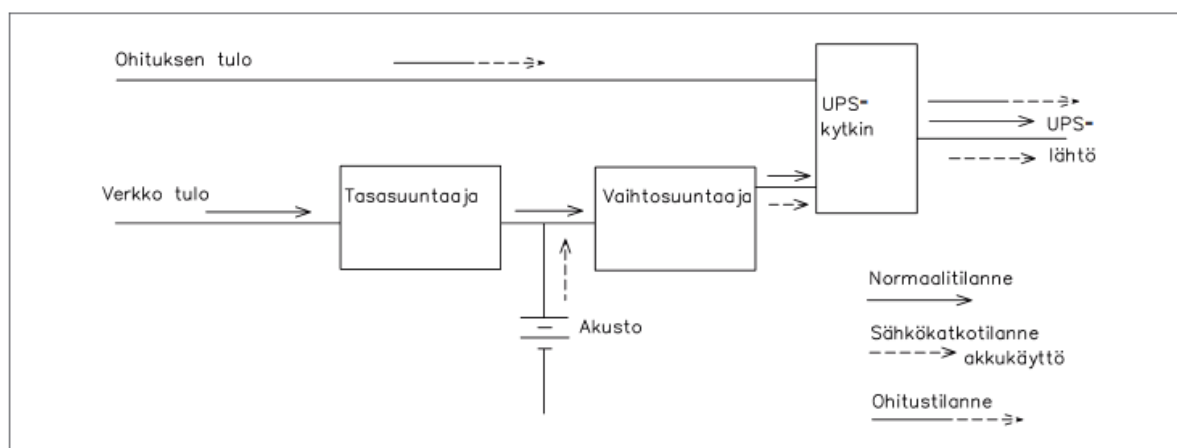 Ohituksen tulo
UPS-
kytkin
UPS-
lähtö
Verkko tulo
Tasasuuntaaja
Vaihtosuuntaaja
Akusto
Normaalitilanne
Sähkökatkotilanne
akkukäyttö
Ohitustilanne